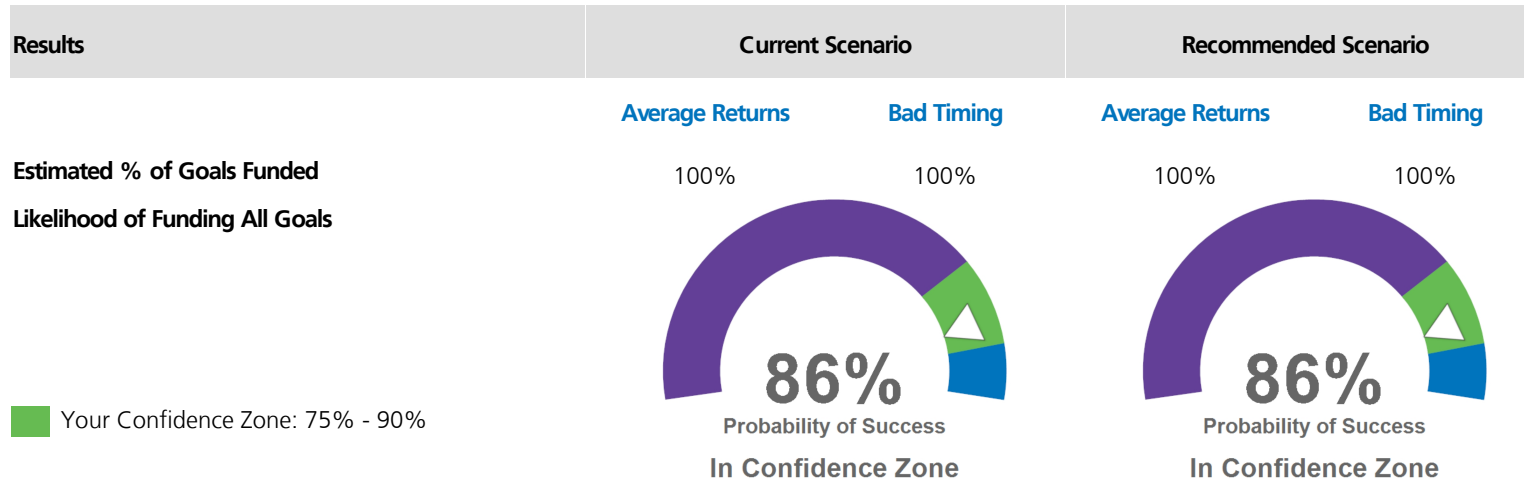 Results Current Scenario Recommended Scenario
Average Returns Bad Timing Average Returns Bad Timing
Estimated % of Goals Funded 100% 100% 100% 100%
Likelihood of Funding All Goals
86% 86%
Your Confidence Zone: 75% - 90% Probability of Success Probability of Success
In Confidence Zone In Confidence Zone